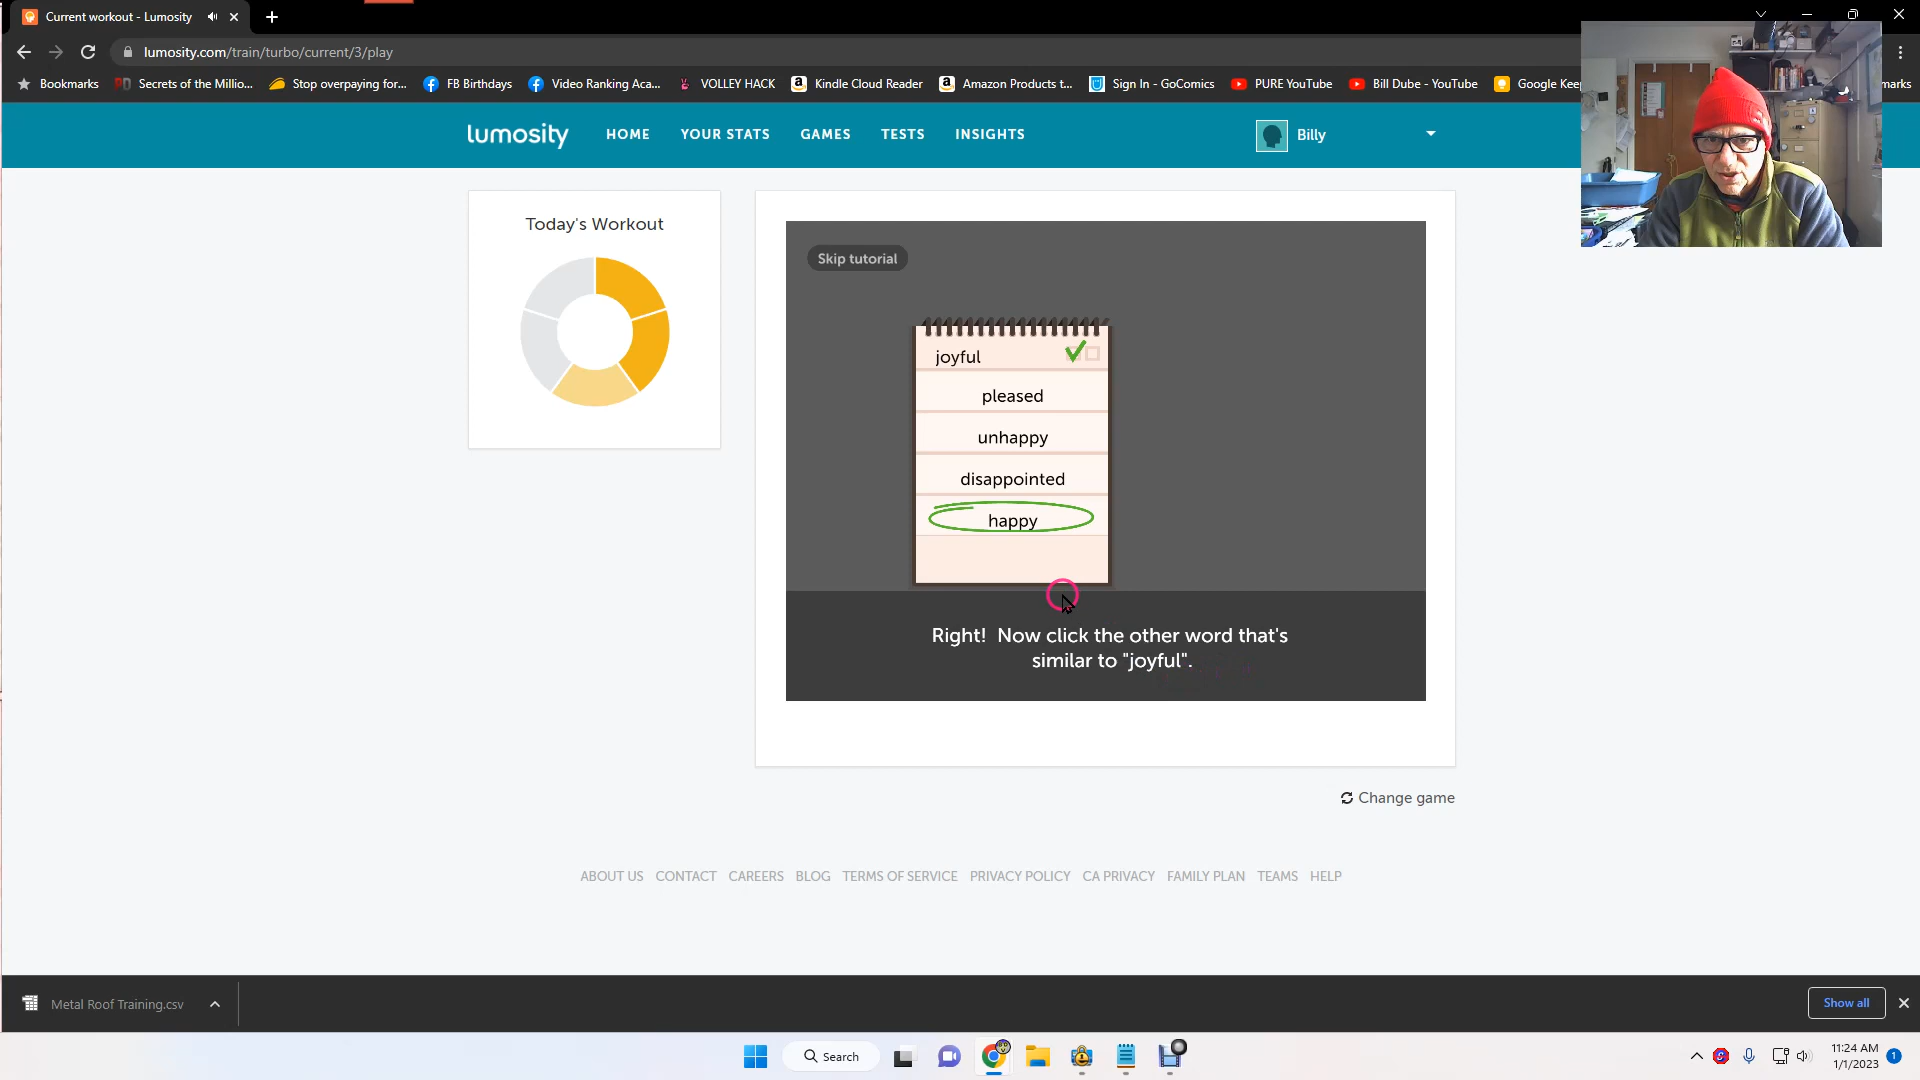 Current workout - Lumosity
lumosity.com/train/turbo/current/3/play
Bookmarks
Secrets of the Millio...
Stop overpaying for...
FB Birthdays
Video Ranking Aca...
VOLLEY HACK
Kindle Cloud Reader
Amazon Products t...
Sign In - GoComics
PURE YouTube
Bill Dube - YouTube
Google Keep
marks
lumosity
HOME
YOUR STATS
GAMES
TESTS
INSIGHTS
Billy
Today's Workout
Skip tutorial
joyful
pleased
unhappy
disappointed
happy
Right! Now click the other word that's
similar to "joyful".
Change game
ABOUT US CONTACT CAREERS BLOG TERMS OF SERVICE PRIVACY POLICY CA PRIVACY FAMILY PLAN TEAMS HELP
Metal Roof Training.csv
Show all
Search
11:24 AM
1/1/2023
1